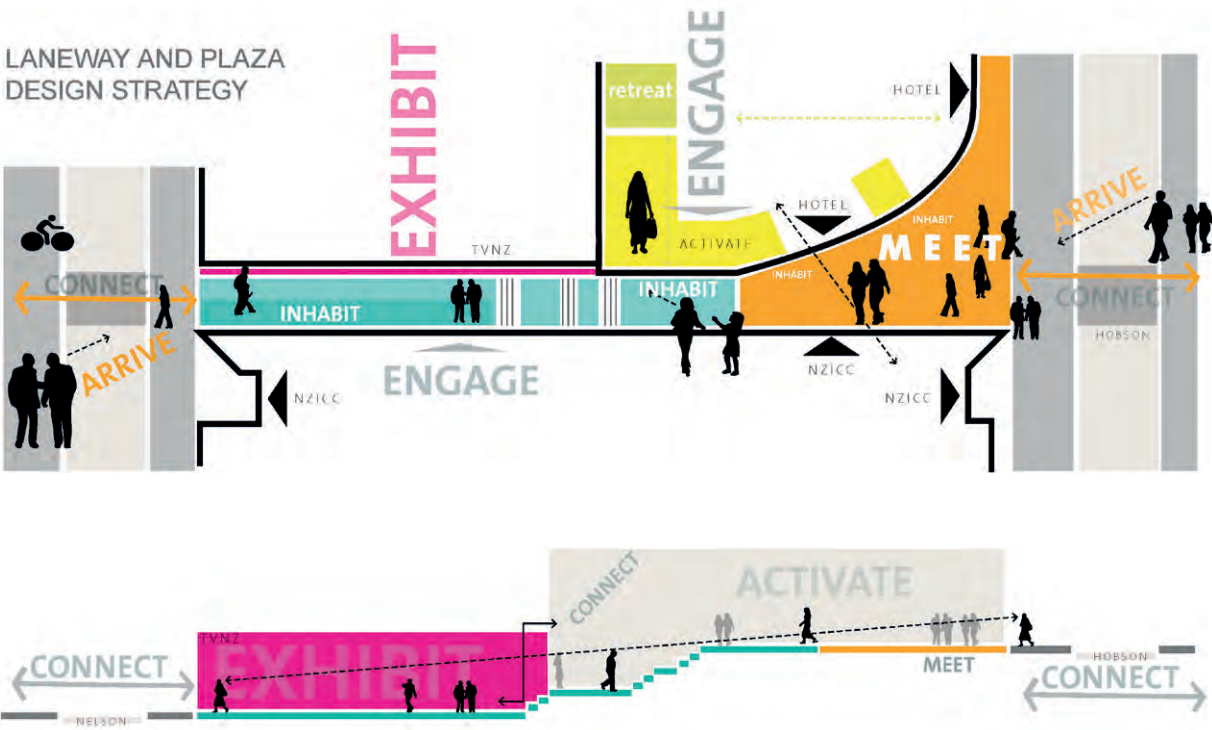 LANEWAY AND PLAZA
DESIGN STRATEGY
EXHIBIT
retreat
ENGAGE
HOTEL
HOTEL
ARRIVE
INHABIT
MEET
TVNZ
ACTIVATE
INHABIT
CONNECT
INHABIT
INHABIT
CONNECT
HOBSON
ARRIVE
ENGAGE
NZICC
NZICC
NZICC
CONNECT
ACTIVATE
TVNZ
EXHIBIT
CONNECT
MEET
HOBSON
CONNECT
NELSON